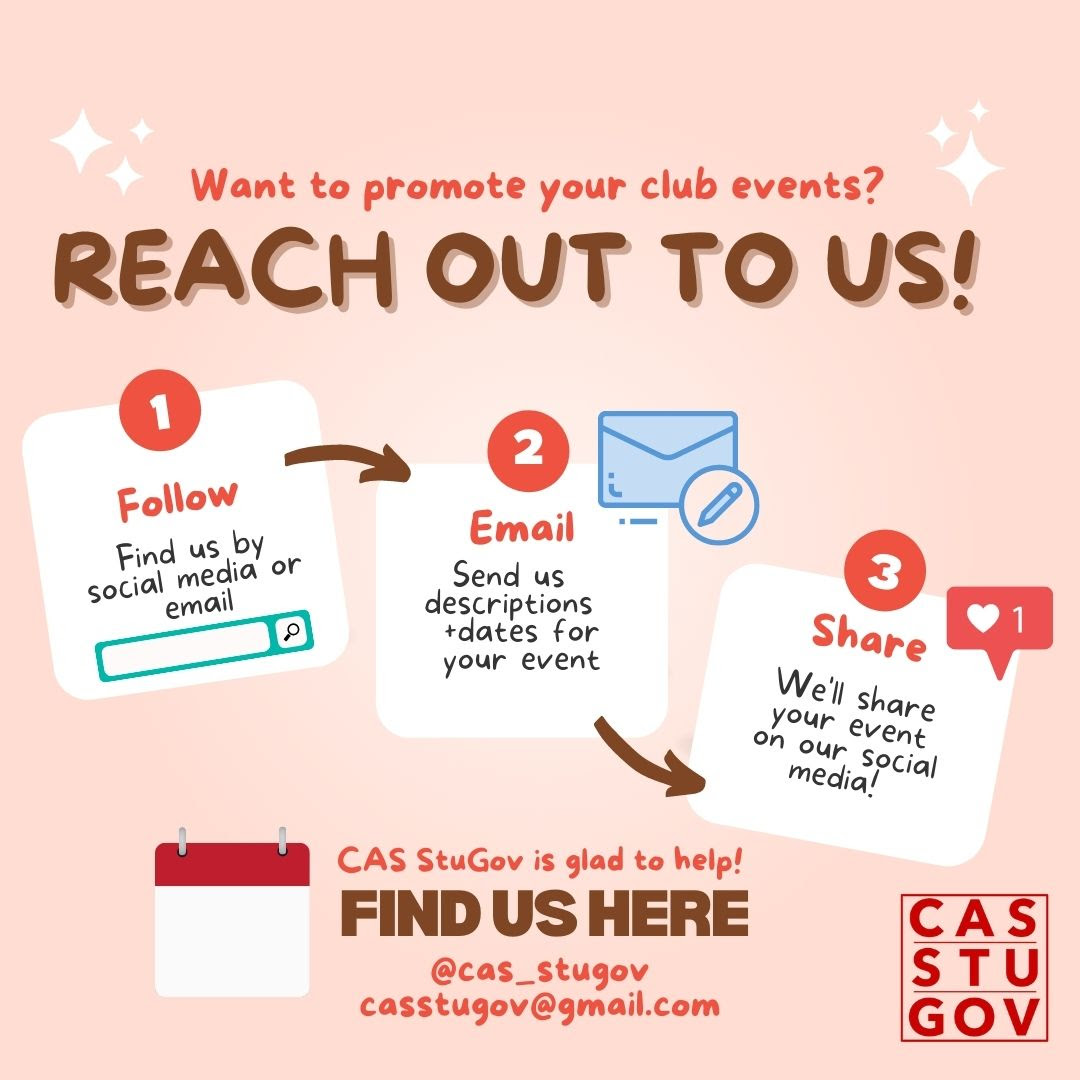 Want to promote your club events?
REACH OUT TO US!
1
Follow
Find us by
social media or
email
2
Email
Send us
descriptions
+dates for
your event
3
1
Share
We'll share
your event
on our social
media!
CAS StuGov is glad to help!
FIND US HERE
@cas_stugov
casstugov@gmail.com
CAS
STU
GOV